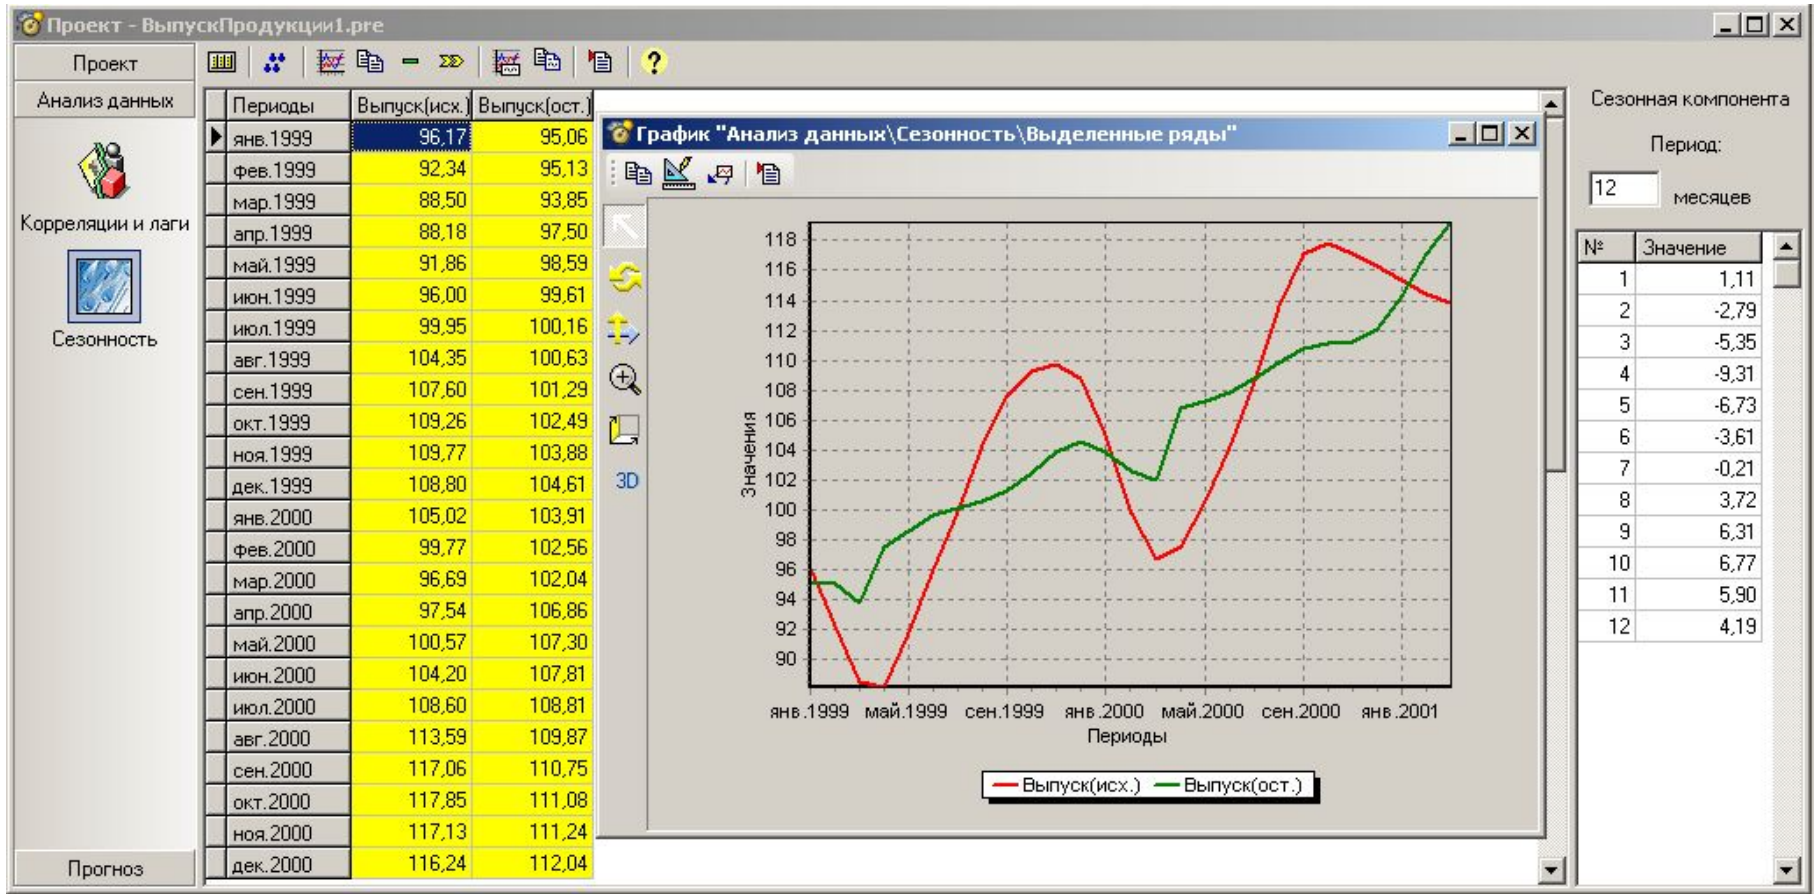 Проект - ВыпускПродукции1.pre
Проект
Анализ данных
Корреляции и лаги
Сезонность
Прогноз
Периоды Выпуск(исх.) Выпуск(ост.)
янв.1999 96,17 95,06
фев.1999 92,34 95,13
мар.1999 88,50 93,85
апр.1999 88,18 97,50
май.1999 91,86 98,59
июн.1999 96,00 99,61
июл.1999 99,95 100,16
авг.1999 104,35 100,63
сен.1999 107,60 101,29
окт.1999 109,26 102,49
ноя.1999 109,77 103,88
дек.1999 108,80 104,61
янв.2000 105,02 103,91
фев.2000 99,77 102,56
мар.2000 96,69 102,04
апр.2000 97,54 106,86
май.2000 100,57 107,30
июн.2000 104,20 107,81
июл.2000 108,60 108,81
авг.2000 113,59 109,87
сен.2000 117,06 110,75
окт.2000 117,85 111,08
ноя.2000 117,13 111,24
дек.2000 116,24 112,04
График "Анализ данных\Сезонность\Выделенные ряды"
3D
Значения
118
116
114
112
110
108
106
104
102
100
98
96
94
92
90
янв.1999 май.1999 сен.1999 янв.2000 май.2000 сен.2000 янв.2001
Периоды
Выпуск(исх.) Выпуск(ост.)
Сезонная компонента
Период:
12 месяцев
№ Значение
1 1,11
2 -2,79
3 -5,35
4 -9,31
5 -6,73
6 -3,61
7 -0,21
8 3,72
9 6,31
10 6,77
11 5,90
12 4,19